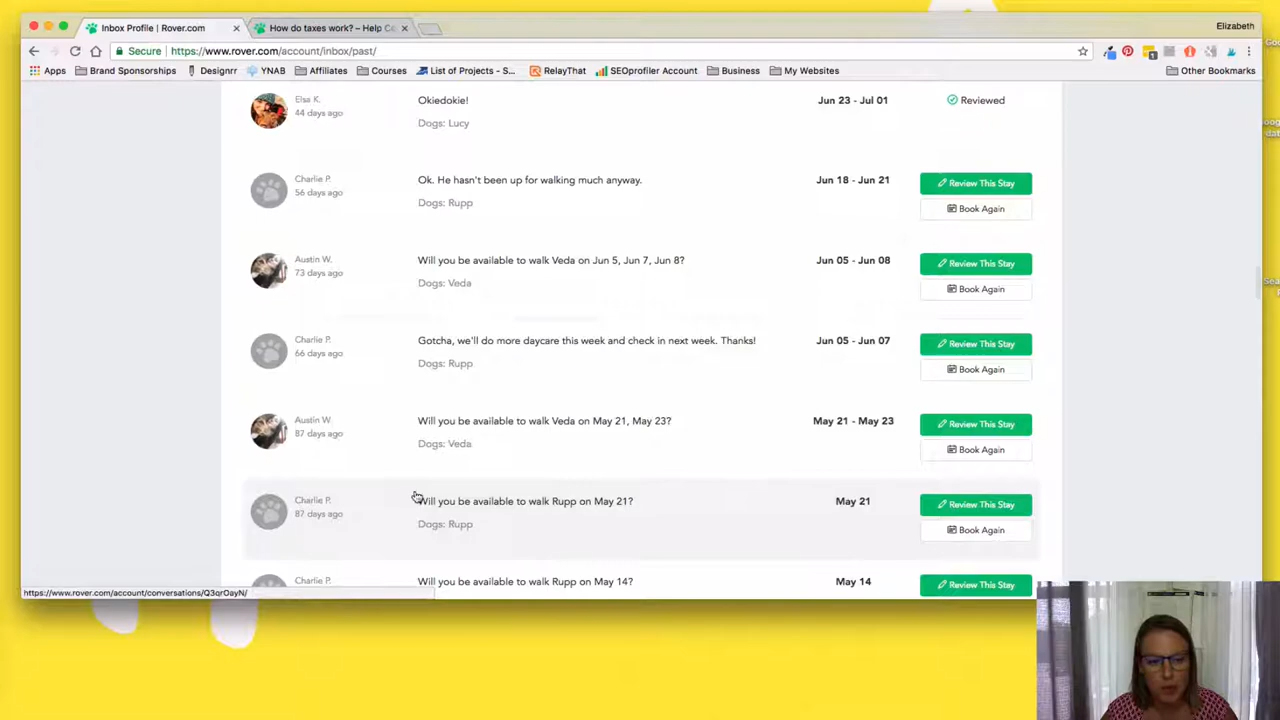 Inbox Profile | Rover.com
How do taxes work? – Help Ce
Elizabeth
Secure https://www.rover.com/account/inbox/past/
Apps Brand Sponsorships Designrr YNAB Affiliates Courses List of Projects - S... RelayThat SEOprofiler Account Business My Websites Other Bookmarks
Elsa K.
44 days ago
Okiedokie!
Dogs: Lucy
Jun 23 - Jul 01
Reviewed
Charlie P.
56 days ago
Ok. He hasn't been up for walking much anyway.
Dogs: Rupp
Jun 18 - Jun 21
Review This Stay
Book Again
Austin W.
73 days ago
Will you be available to walk Veda on Jun 5, Jun 7, Jun 8?
Dogs: Veda
Jun 05 - Jun 08
Review This Stay
Book Again
Charlie P.
66 days ago
Gotcha, we'll do more daycare this week and check in next week. Thanks!
Dogs: Rupp
Jun 05 - Jun 07
Review This Stay
Book Again
Austin W.
87 days ago
Will you be available to walk Veda on May 21, May 23?
Dogs: Veda
May 21 - May 23
Review This Stay
Book Again
Charlie P.
87 days ago
Will you be available to walk Rupp on May 21?
Dogs: Rupp
May 21
Review This Stay
Book Again
Charlie P.
Will you be available to walk Rupp on May 14?
May 14
Review This Stay
https://www.rover.com/account/conversations/Q3qrOayN/